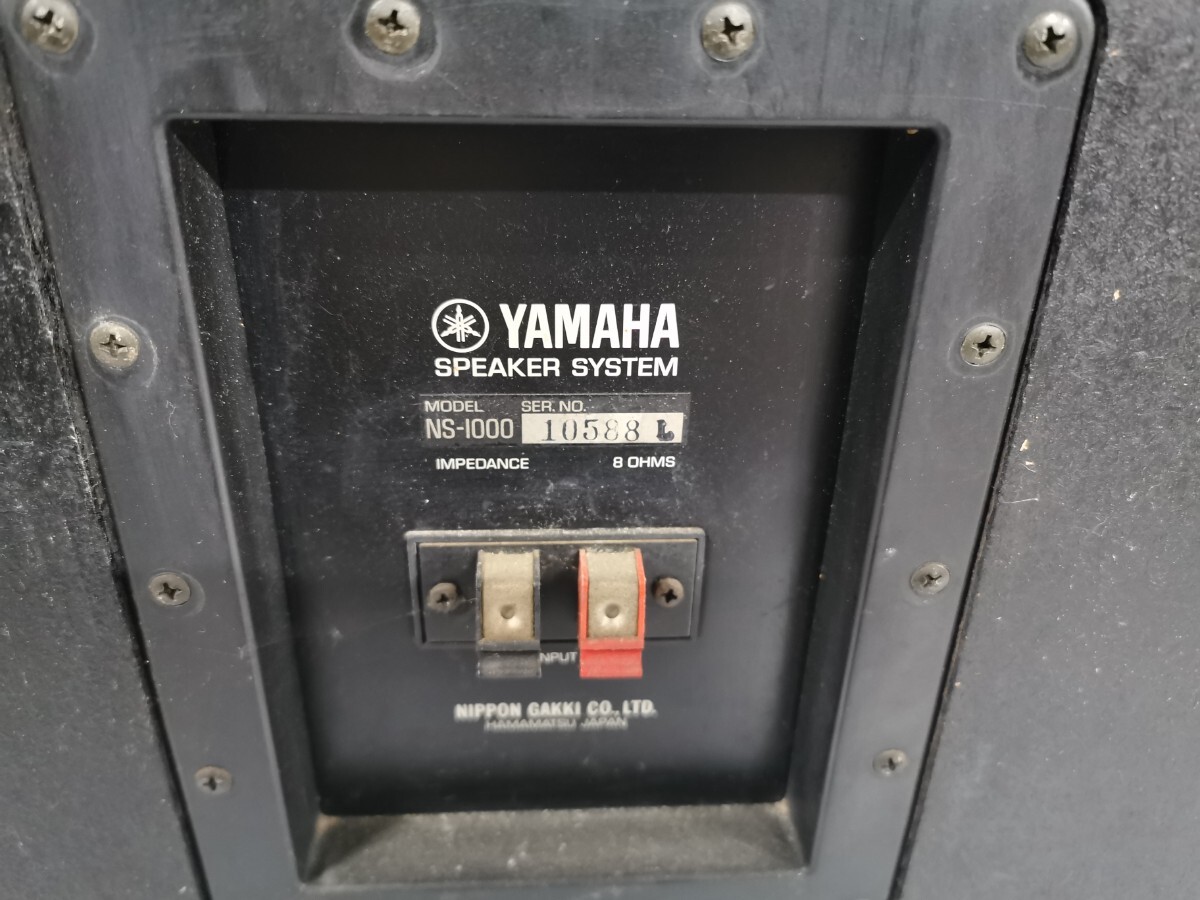 YAMAHA
SPEAKER SYSTEM
MODEL SER. NO.
NS-1000 10588 L
IMPEDANCE 8 OHMS
INPUT
NIPPON GAKKI CO., LTD.
HAMAMATSU JAPAN